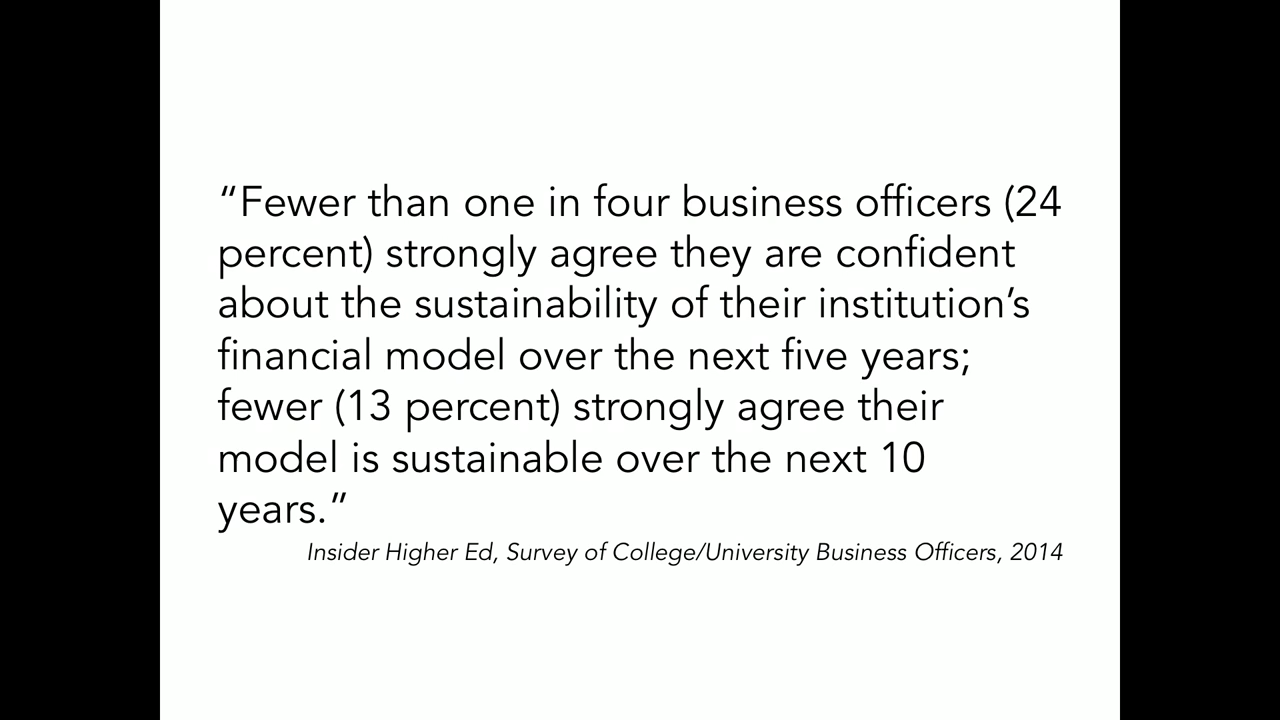 “Fewer than one in four business officers (24
percent) strongly agree they are confident
about the sustainability of their institution’s
financial model over the next five years;
fewer (13 percent) strongly agree their
model is sustainable over the next 10
years.”
Insider Higher Ed, Survey of College/University Business Officers, 2014